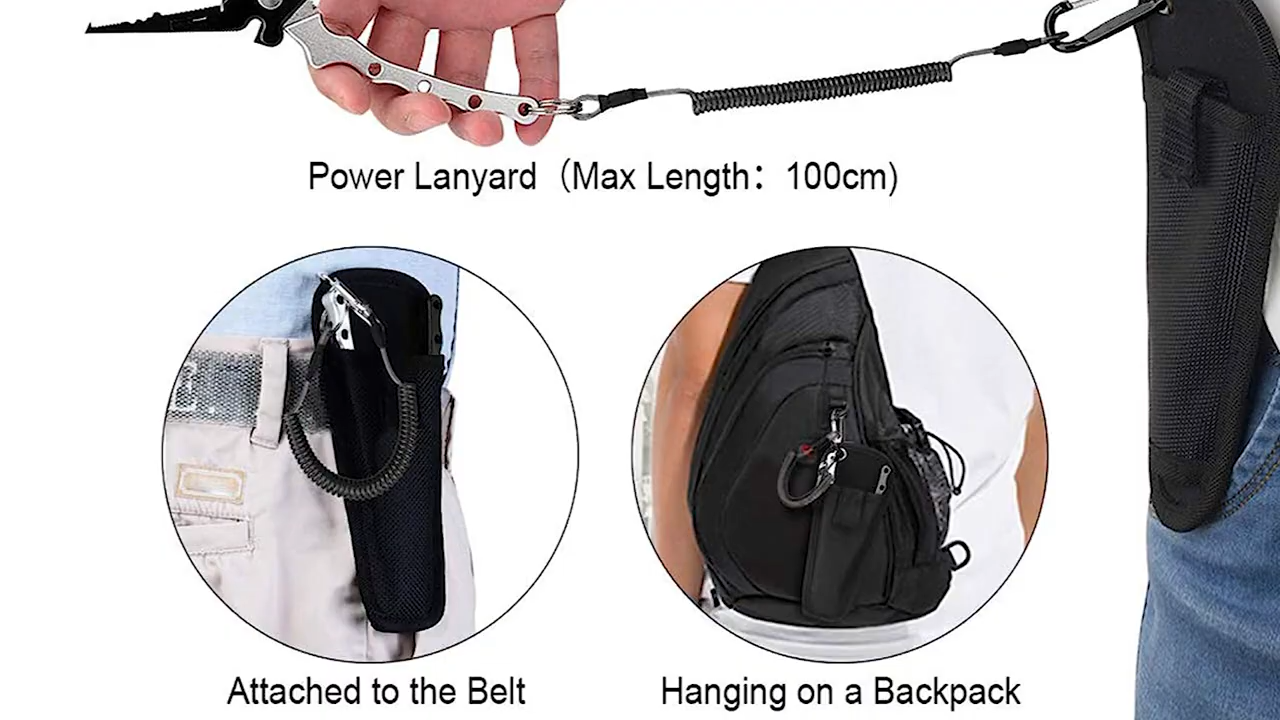 Power Lanyard（Max Length：100cm)
Attached to the Belt
Hanging on a Backpack